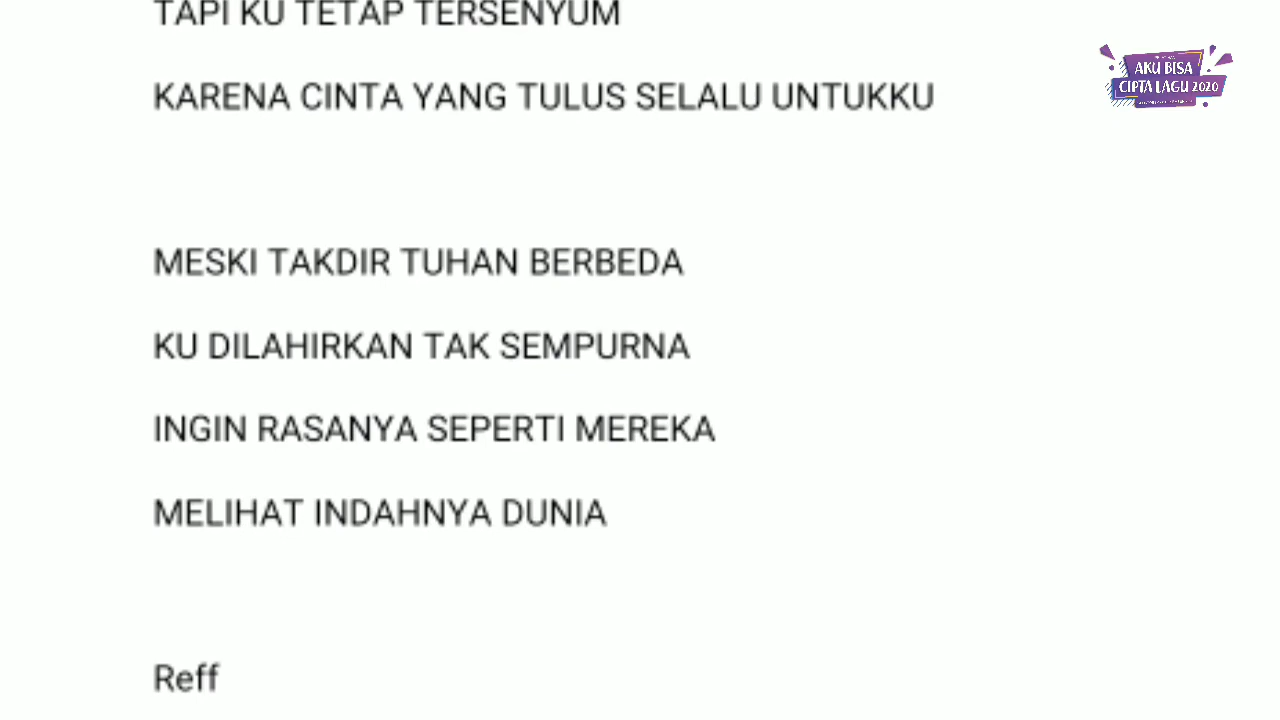 TAPI KU TETAP TERSENYUM
KARENA CINTA YANG TULUS SELALU UNTUKKU
AKU BISA
CIPTA LAGU 2020
MESKI TAKDIR TUHAN BERBEDA
KU DILAHIRKAN TAK SEMPURNA
INGIN RASANYA SEPERTI MEREKA
MELIHAT INDAHNYA DUNIA
Reff